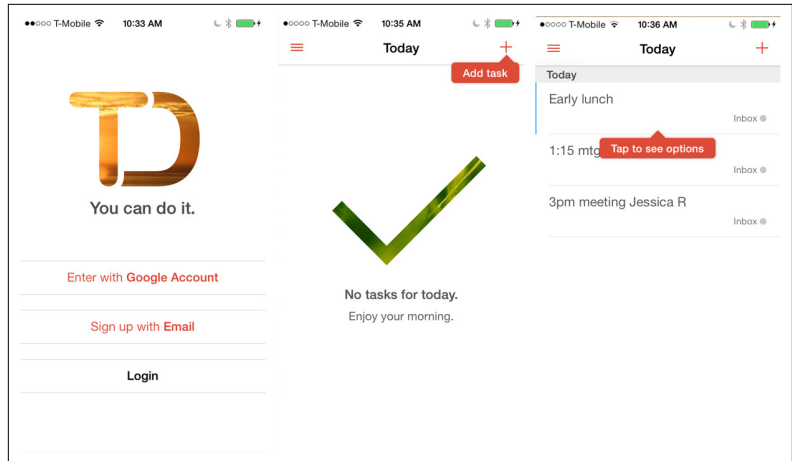 T-Mobile 10:33 AM
TD
You can do it.
Enter with Google Account
Sign up with Email
Login
T-Mobile 10:35 AM
Today
Add task
No tasks for today.
Enjoy your morning.
T-Mobile 10:36 AM
Today
Today
Early lunch
Inbox
Tap to see options
1:15 mtg
Inbox
3pm meeting Jessica R
Inbox